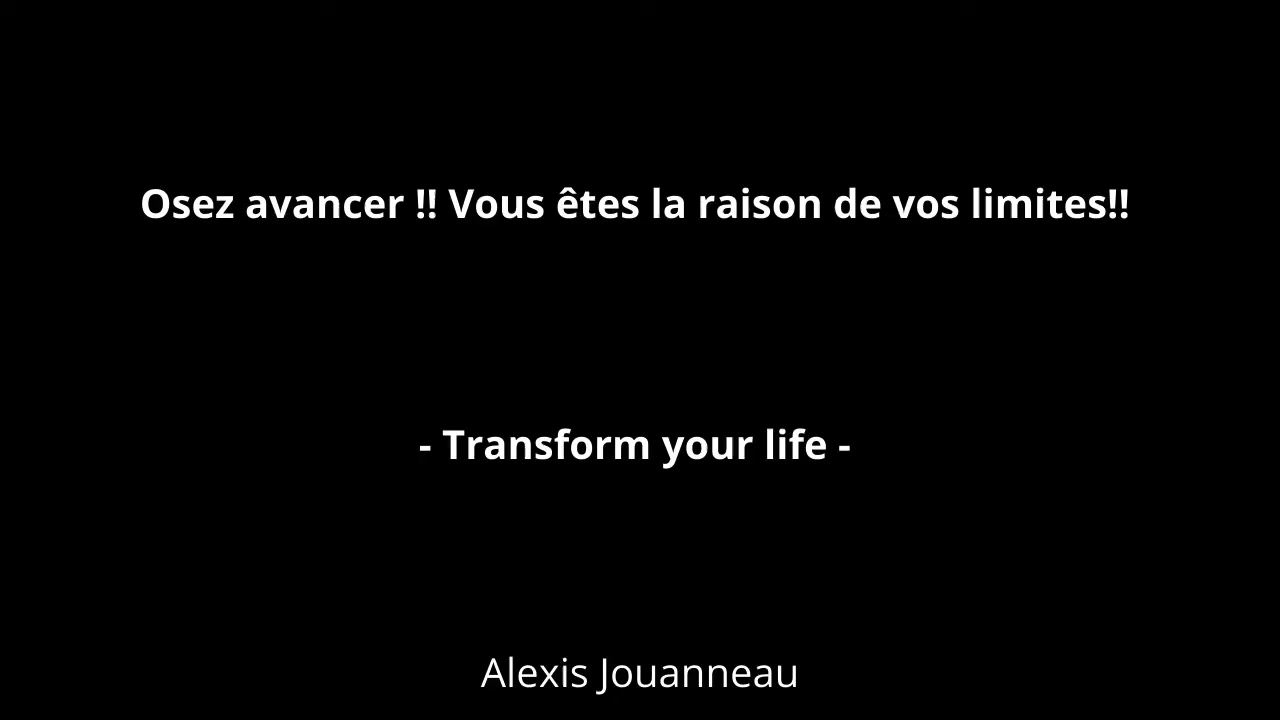 Osez avancer !! Vous êtes la raison de vos limites!!
- Transform your life -
Alexis Jouanneau